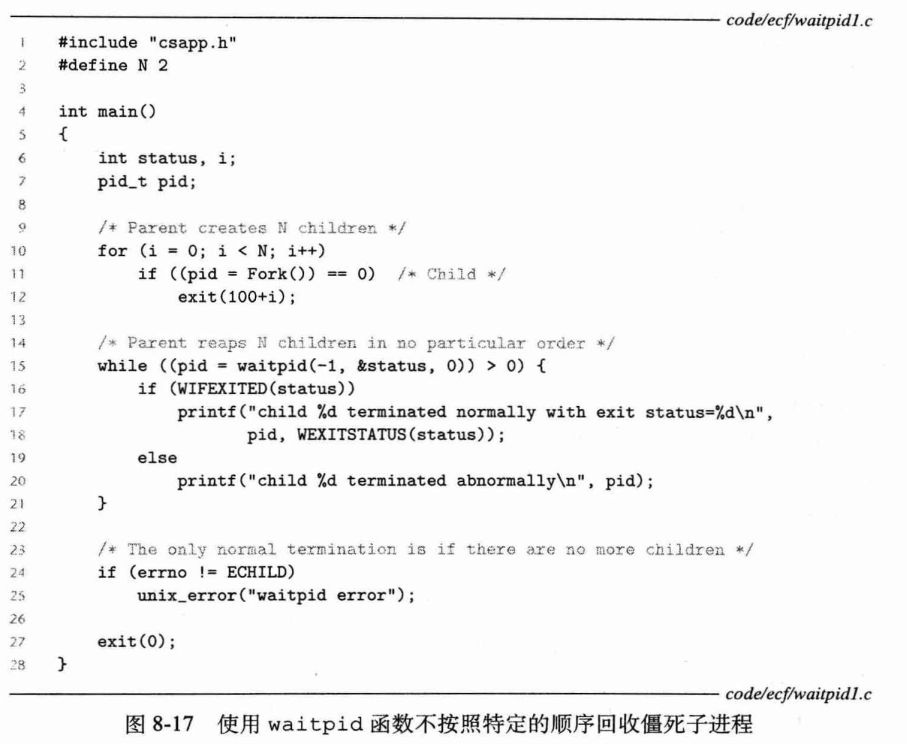 code/ecf/waitpid1.c
1 #include "csapp.h"
2 #define N 2
3
4 int main()
5 {
6     int status, i;
7     pid_t pid;
8
9     /* Parent creates N children */
10     for (i = 0; i < N; i++)
11         if ((pid = Fork()) == 0)  /* Child */
12             exit(100+i);
13
14     /* Parent reaps N children in no particular order */
15     while ((pid = waitpid(-1, &status, 0)) > 0) {
16         if (WIFEXITED(status))
17             printf("child %d terminated normally with exit status=%d\n",
18                    pid, WEXITSTATUS(status));
19         else
20             printf("child %d terminated abnormally\n", pid);
21     }
22
23     /* The only normal termination is if there are no more children */
24     if (errno != ECHILD)
25         unix_error("waitpid error");
26
27     exit(0);
28 }
code/ecf/waitpid1.c
图 8-17 使用 waitpid 函数不按照特定的顺序回收僵死子进程